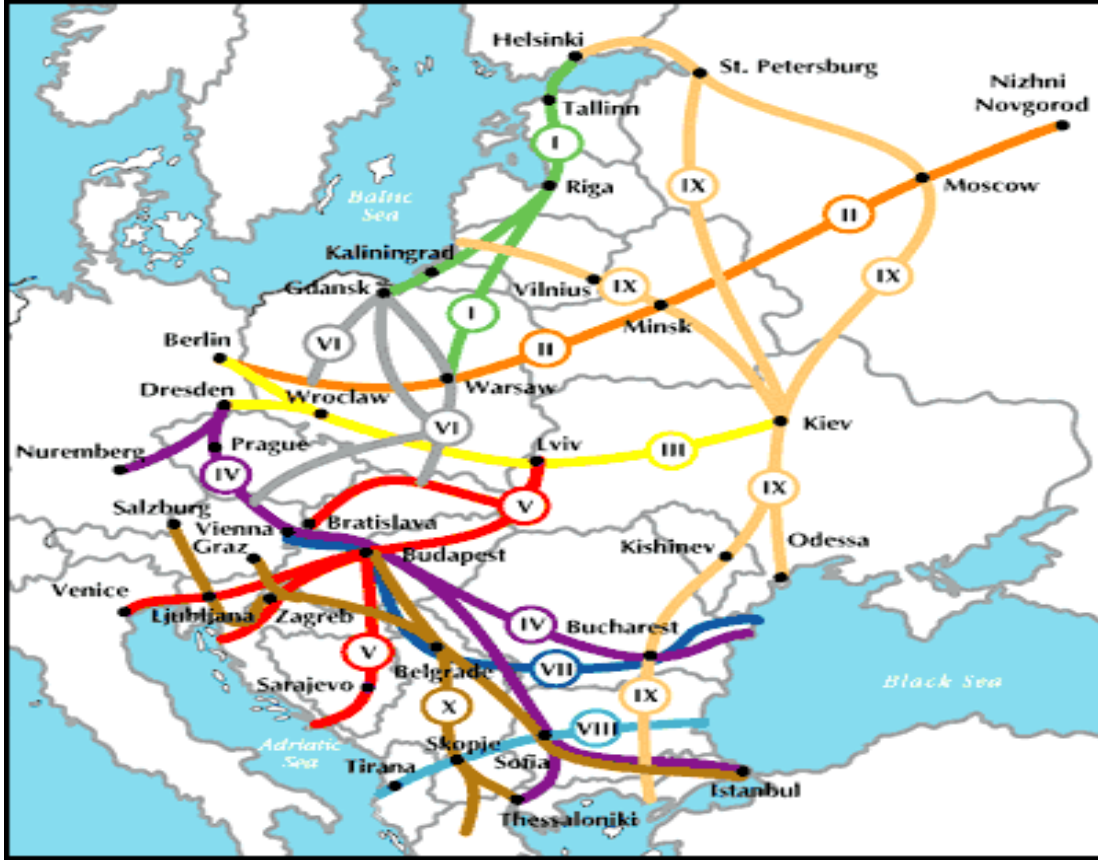 Helsinki
St. Petersburg
Nizhni
Novgorod
Tallinn
I
Riga
IX
Moscow
II
Baltic
Sea
Kaliningrad
IX
Gdansk
Vilnius
IX
Minsk
I
VI
II
Berlin
Warsaw
Dresden
Wroclaw
VI
Kiev
Lviv
III
Nuremberg
Prague
IV
IX
Salzburg
V
Vienna
Bratislava
Graz
Budapest
Kishinev
Odessa
Venice
Ljubljana
Zagreb
IV
Bucharest
V
Belgrade
VII
Sarajevo
IX
Black Sea
X
VIII
Adriatic
Sea
Skopje
Tirana
Sofia
Istanbul
Thessaloniki